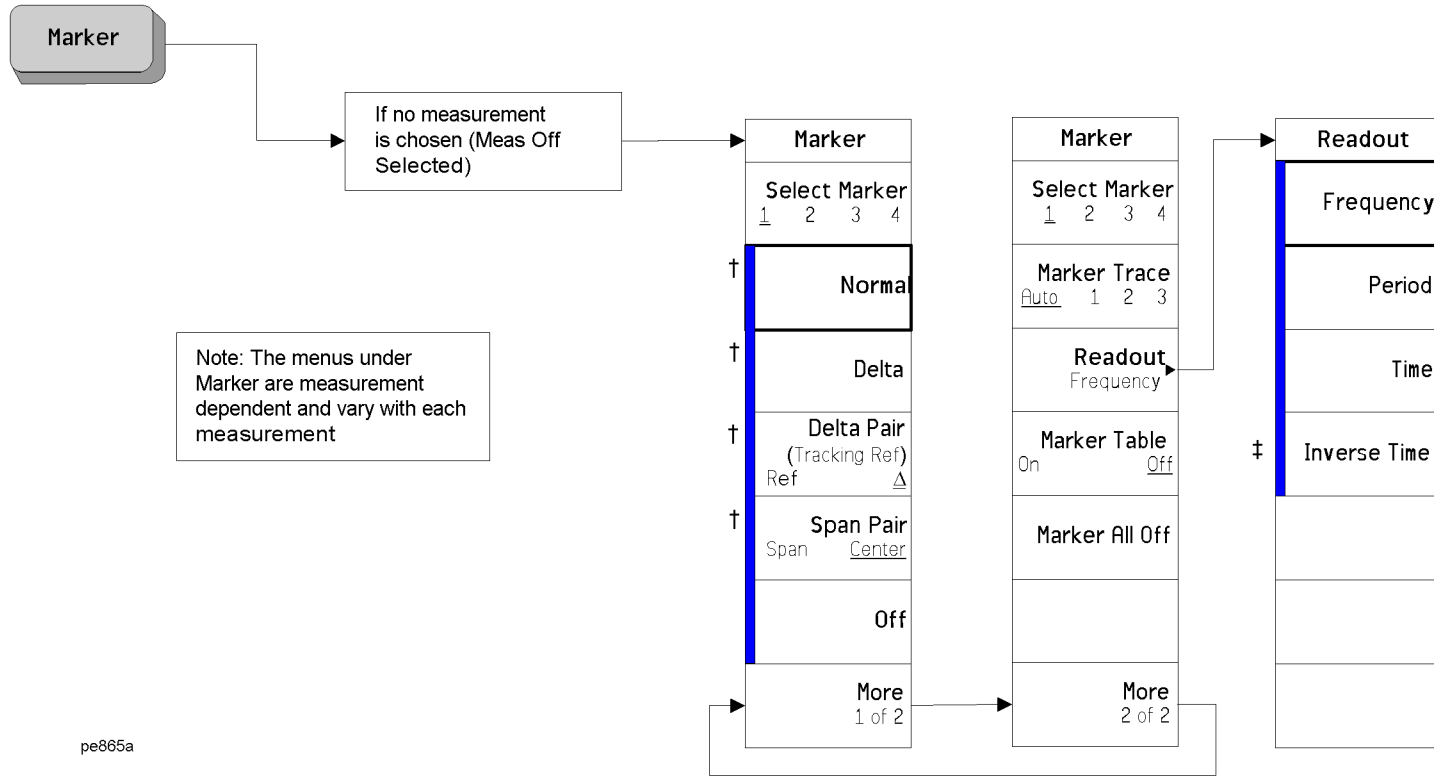 Marker
If no measurement
is chosen (Meas Off
Selected)
Note: The menus under
Marker are measurement
dependent and vary with each
measurement
Marker
Select Marker
1 2 3 4
†
Normal
†
Delta
†
Delta Pair
(Tracking Ref)
Ref Δ
†
Span Pair
Span Center
Off
More
1 of 2
Marker
Select Marker
1 2 3 4
Marker Trace
Auto 1 2 3
Readout
Frequency
Marker Table
On Off
Marker All Off
More
2 of 2
Readout
Frequency
Period
Time
‡
Inverse Time
pe865a